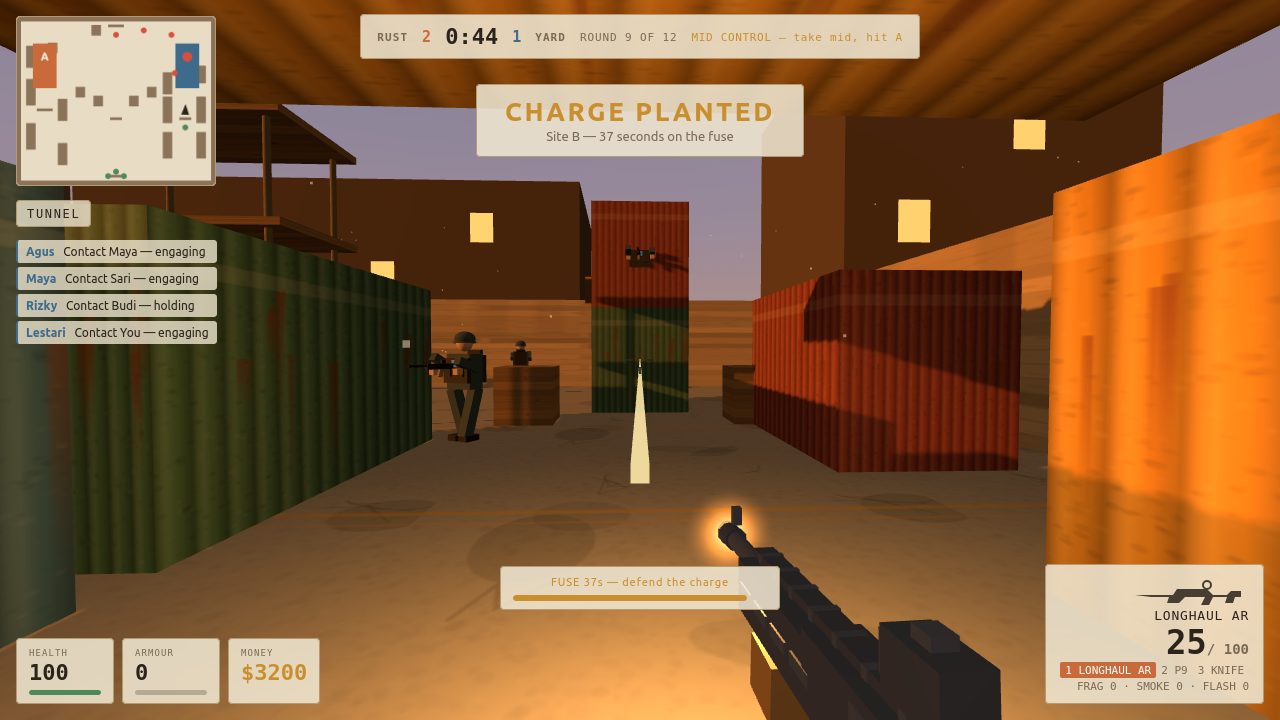 RUST 2 0:44 1 YARD ROUND 9 OF 12 MID CONTROL — take mid, hit A
A
CHARGE PLANTED
Site B — 37 seconds on the fuse
TUNNEL
Agus Contact Maya — engaging
Maya Contact Sari — engaging
Rizky Contact Budi — holding
Lestari Contact You — engaging
FUSE 37s — defend the charge
HEALTH
100
ARMOUR
0
MONEY
$3200
LONGHAUL AR
25 / 100
1 LONGHAUL AR 2 P9 3 KNIFE
FRAG 0 · SMOKE 0 · FLASH 0